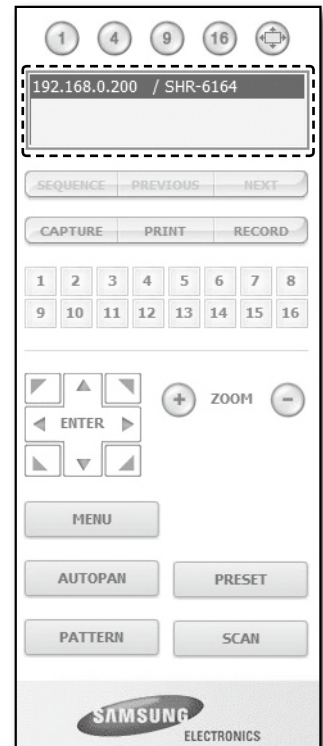 1 4 9 16
192.168.0.200 / SHR-6164
SEQUENCE PREVIOUS NEXT
CAPTURE PRINT RECORD
1 2 3 4 5 6 7 8
9 10 11 12 13 14 15 16
ENTER + ZOOM -
MENU
AUTOPAN PRESET
PATTERN SCAN
SAMSUNG
ELECTRONICS